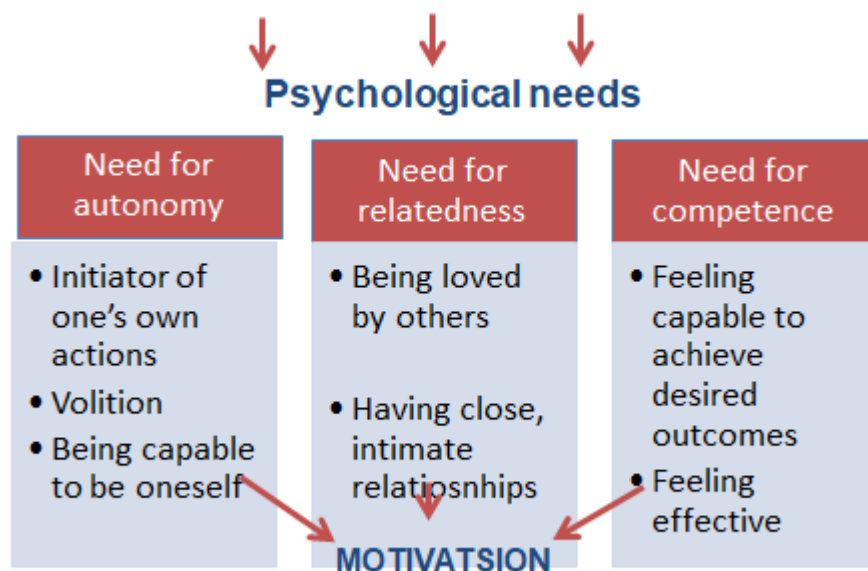 Psychological needs
Need for
autonomy
• Initiator of
one's own
actions
• Volition
• Being capable
to be oneself
Need for
relatedness
• Being loved
by others
• Having close,
intimate
relatiosnhips
Need for
competence
• Feeling
capable to
achieve
desired
outcomes
• Feeling
effective
MOTIVATSION